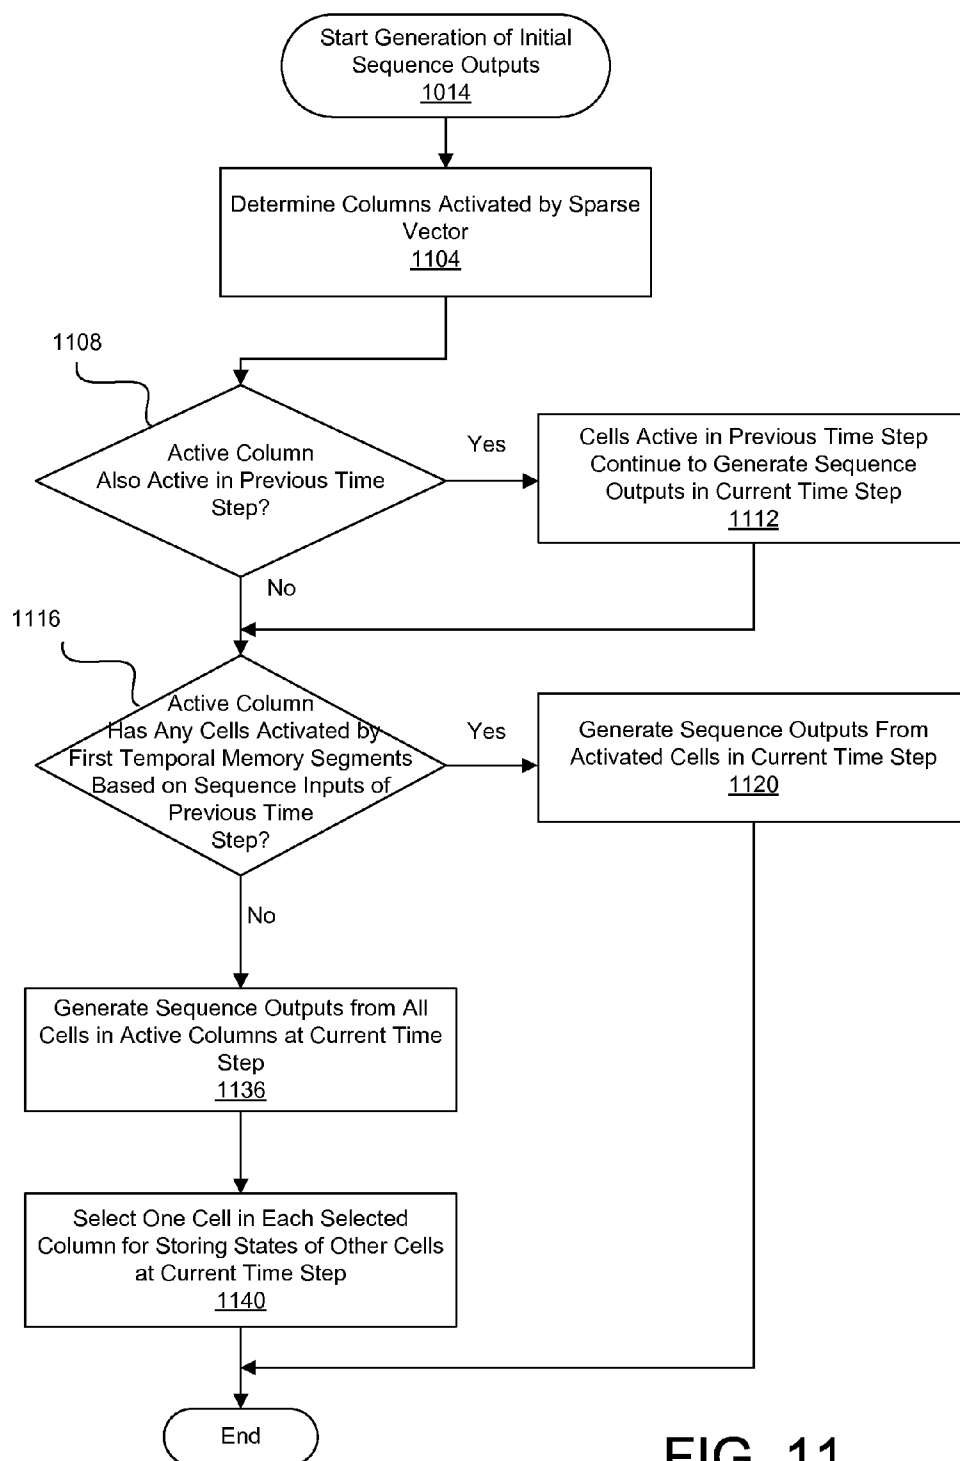 Start Generation of Initial
Sequence Outputs
1014
Determine Columns Activated by Sparse
Vector
1104
1108
Active Column
Also Active in Previous Time
Step?
Yes
Cells Active in Previous Time Step
Continue to Generate Sequence
Outputs in Current Time Step
1112
No
1116
Active Column
Has Any Cells Activated by
First Temporal Memory Segments
Based on Sequence Inputs of
Previous Time
Step?
Yes
Generate Sequence Outputs From
Activated Cells in Current Time Step
1120
No
Generate Sequence Outputs from All
Cells in Active Columns at Current Time
Step
1136
Select One Cell in Each Selected
Column for Storing States of Other Cells
at Current Time Step
1140
End
FIG. 11